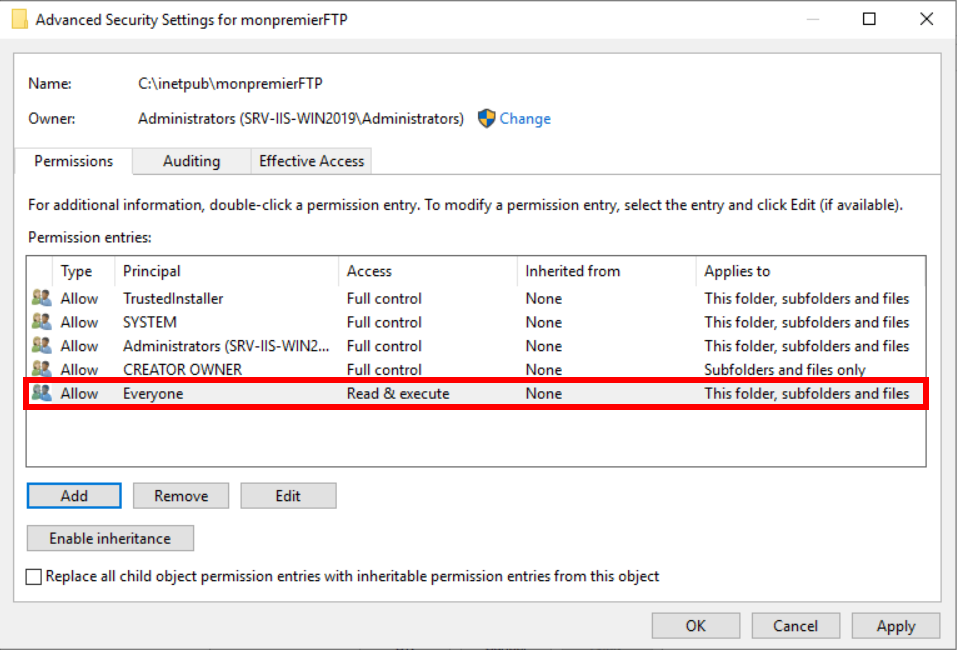 Advanced Security Settings for monpremierFTP
Name: C:\inetpub\monpremierFTP
Owner: Administrators (SRV-IIS-WIN2019\Administrators) Change
Permissions Auditing Effective Access
For additional information, double-click a permission entry. To modify a permission entry, select the entry and click Edit (if available).
Permission entries:
Type Principal Access Inherited from Applies to
Allow TrustedInstaller Full control None This folder, subfolders and files
Allow SYSTEM Full control None This folder, subfolders and files
Allow Administrators (SRV-IIS-WIN2... Full control None This folder, subfolders and files
Allow CREATOR OWNER Full control None Subfolders and files only
Allow Everyone Read & execute None This folder, subfolders and files
Add Remove Edit
Enable inheritance
Replace all child object permission entries with inheritable permission entries from this object
OK Cancel Apply